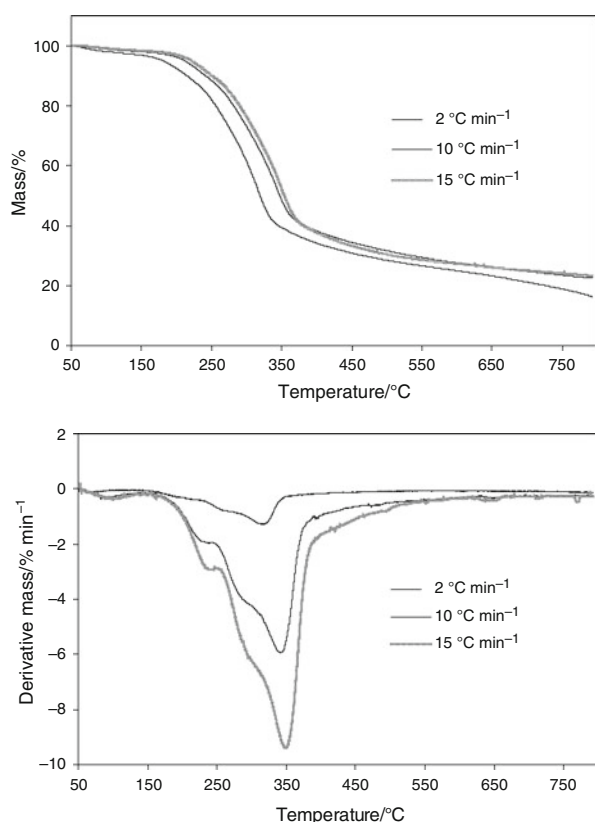 100
80
60
40
20
0
Mass/%
2 °C min⁻¹
10 °C min⁻¹
15 °C min⁻¹
50 150 250 350 450 550 650 750
Temperature/°C
2
0
−2
−4
−6
−8
−10
Derivative mass/% min⁻¹
2 °C min⁻¹
10 °C min⁻¹
15 °C min⁻¹
50 150 250 350 450 550 650 750
Temperature/°C